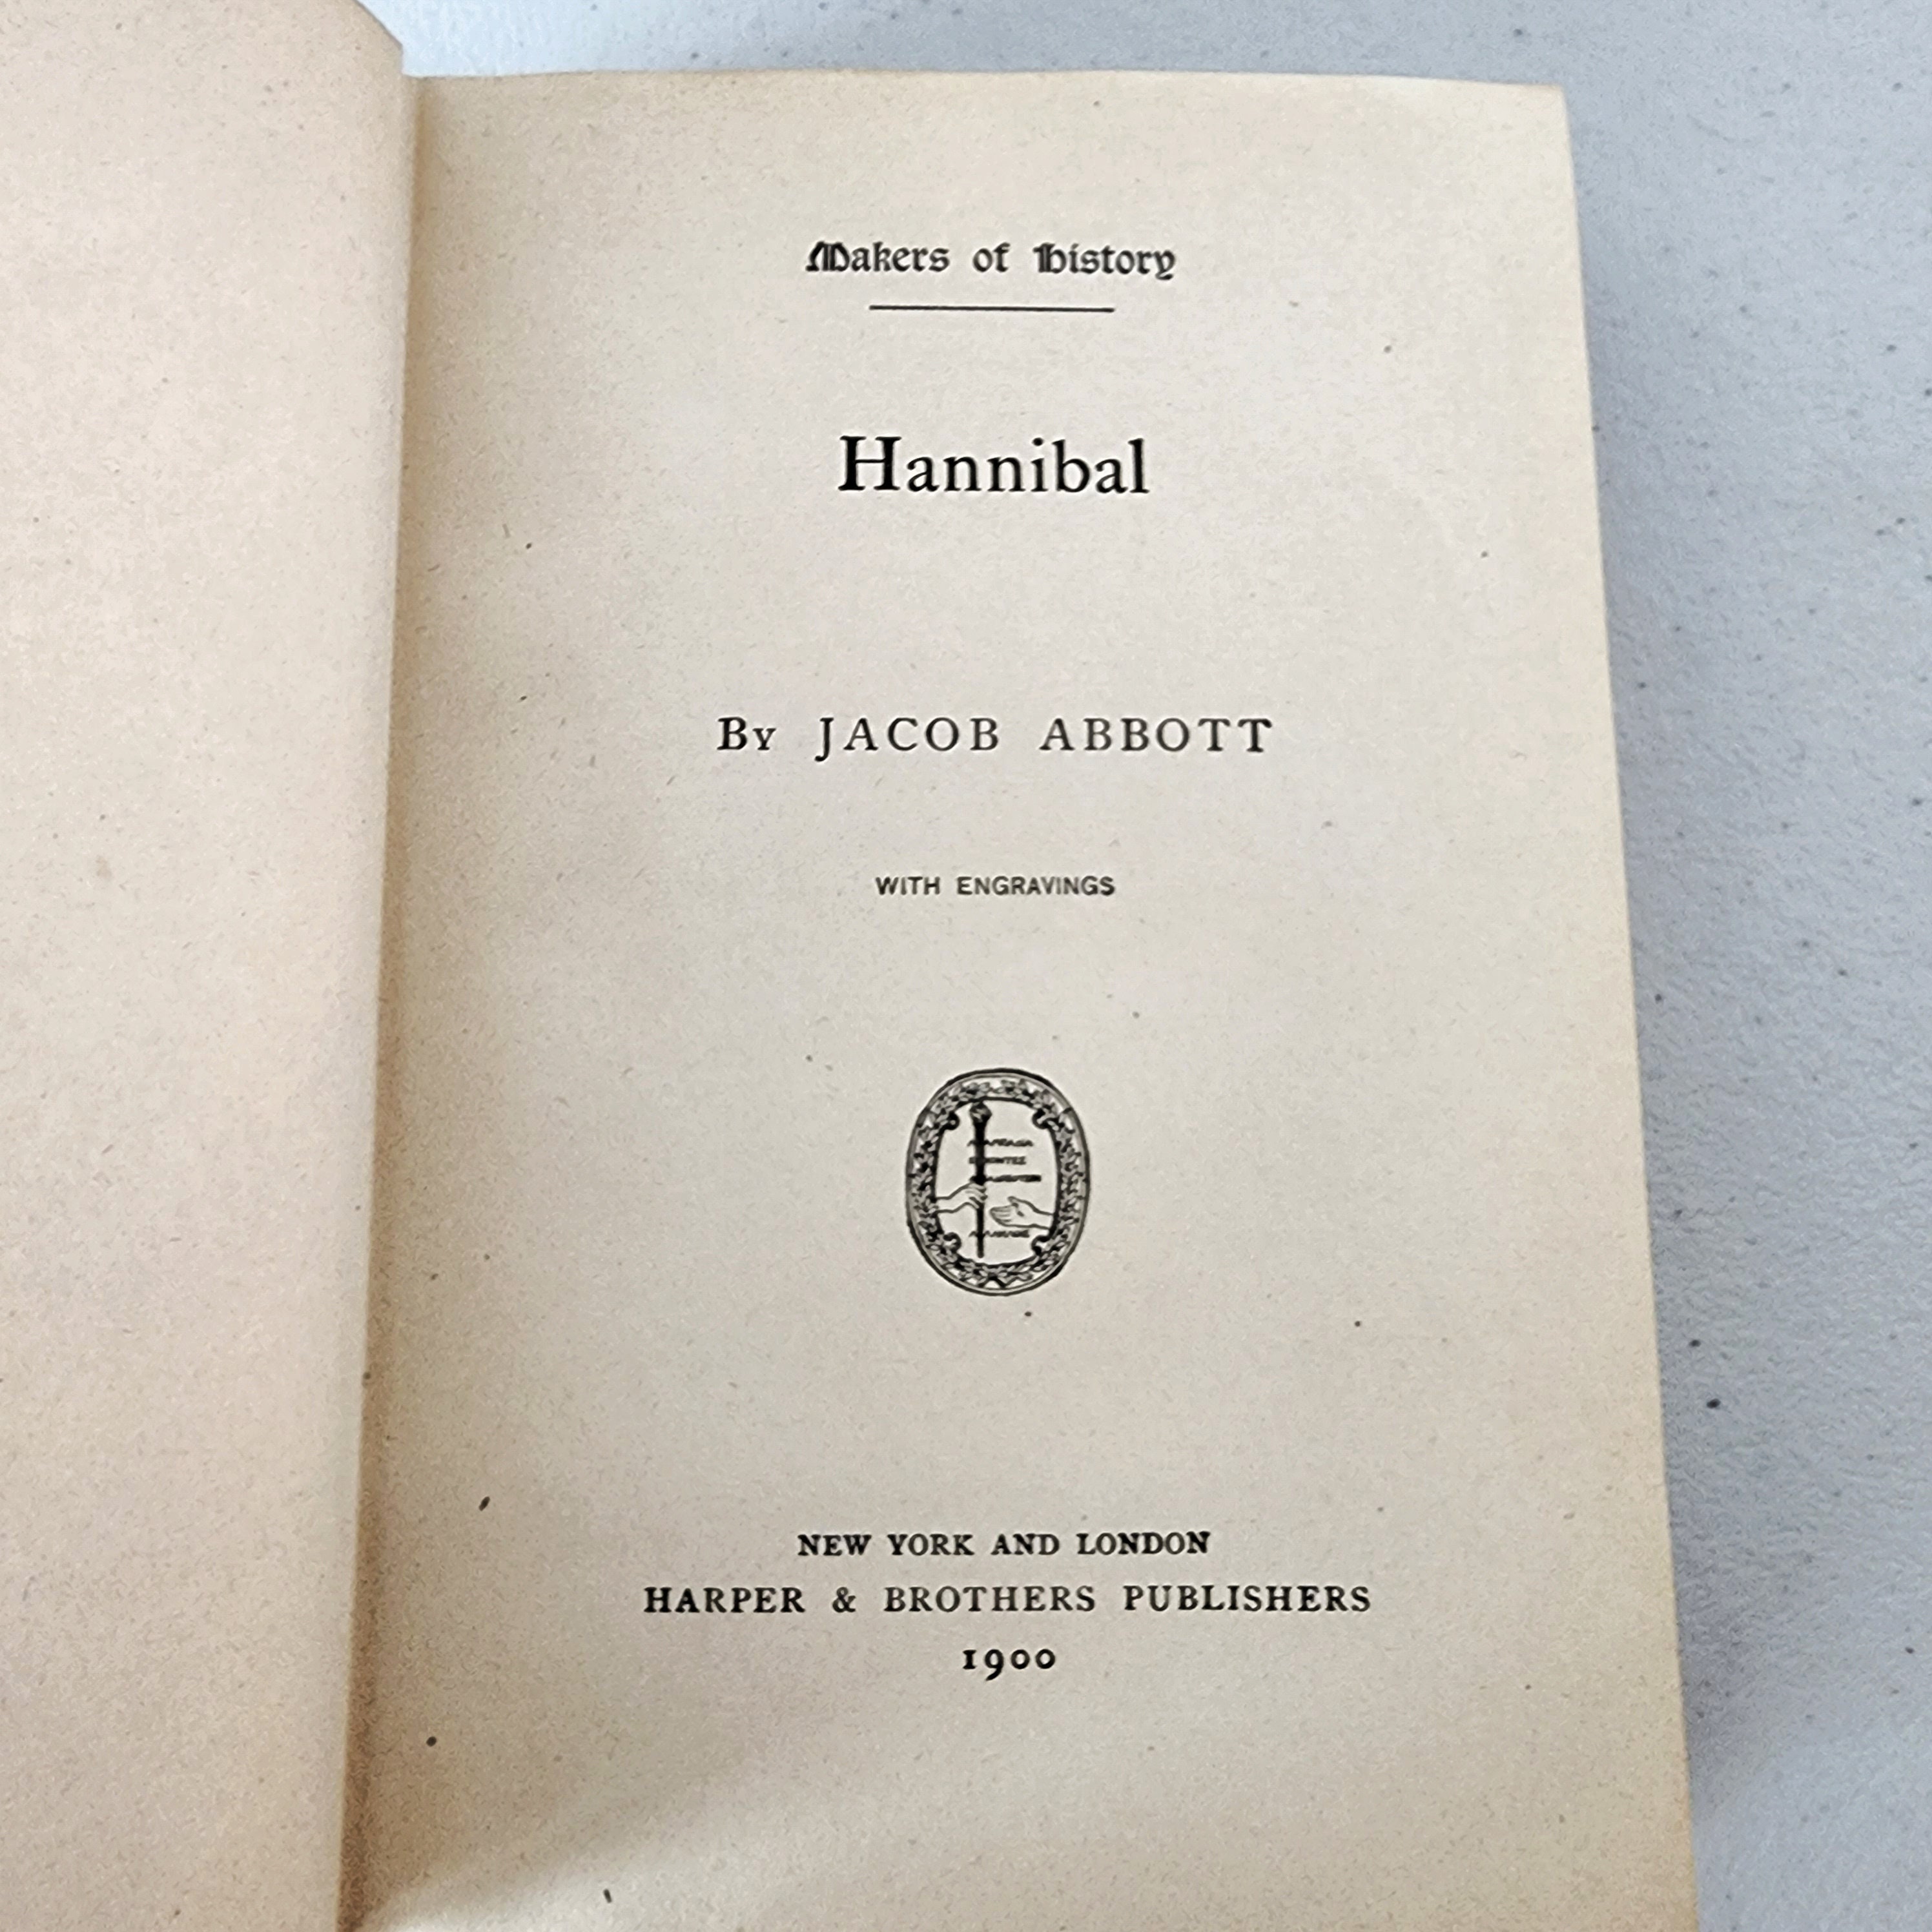 Makers of History
Hannibal
By JACOB ABBOTT
WITH ENGRAVINGS
NEW YORK AND LONDON
HARPER & BROTHERS PUBLISHERS
1900